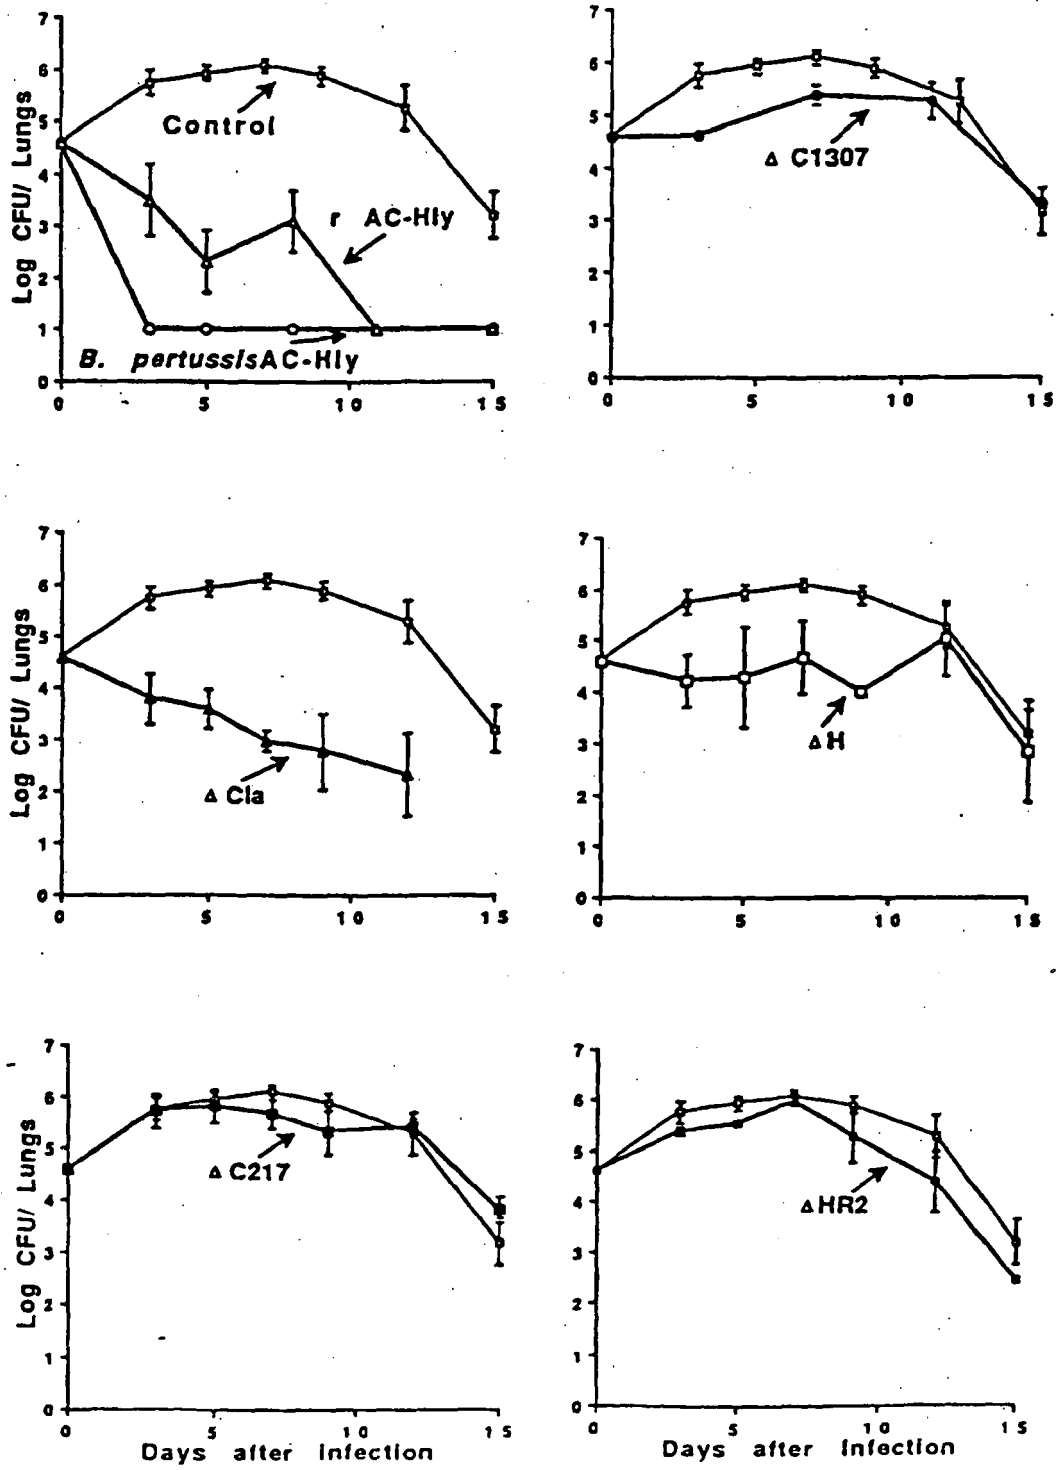 7
6
5
4
3
2
1
0
Log CFU/ Lungs
Control
r AC-Hly
B. pertussisAC-Hly
0 5 10 15
7
6
5
4
3
2
1
0
Δ C1307
0 5 10 15
7
6
5
4
3
2
1
0
Log CFU/ Lungs
Δ Cla
0 5 10 15
7
6
5
4
3
2
1
0
ΔH
0 5 10 15
7
6
5
4
3
2
1
0
Log CFU/ Lungs
Δ C217
0 5 10 15
Days after Infection
7
6
5
4
3
2
1
0
ΔHR2
0 5 10 15
Days after Infection